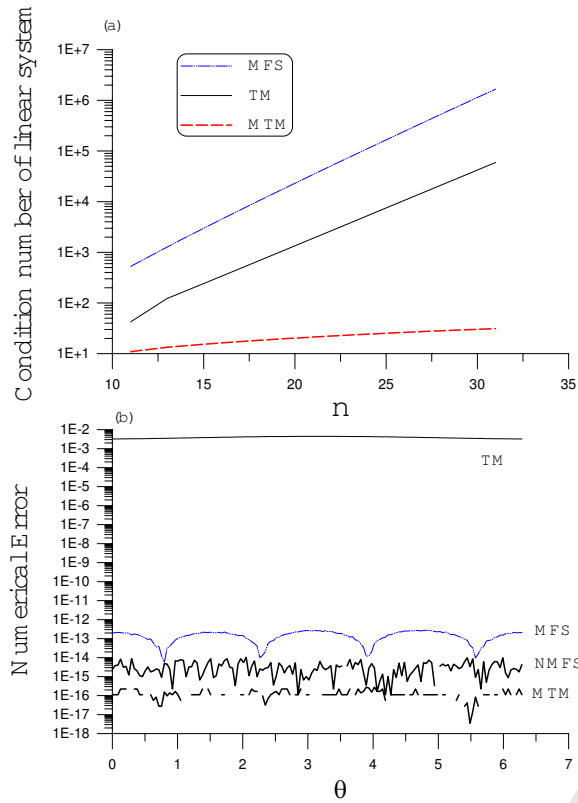 (a)
Condition number of linear system
1E+7
1E+6
1E+5
1E+4
1E+3
1E+2
1E+1
MFS
TM
MTM
10 15 20 25 30 35
n
(b)
Numerical Error
1E-2
1E-3
1E-4
1E-5
1E-6
1E-7
1E-8
1E-9
1E-10
1E-11
1E-12
1E-13
1E-14
1E-15
1E-16
1E-17
1E-18
TM
MFS
NMFS
MTM
0 1 2 3 4 5 6 7
θ